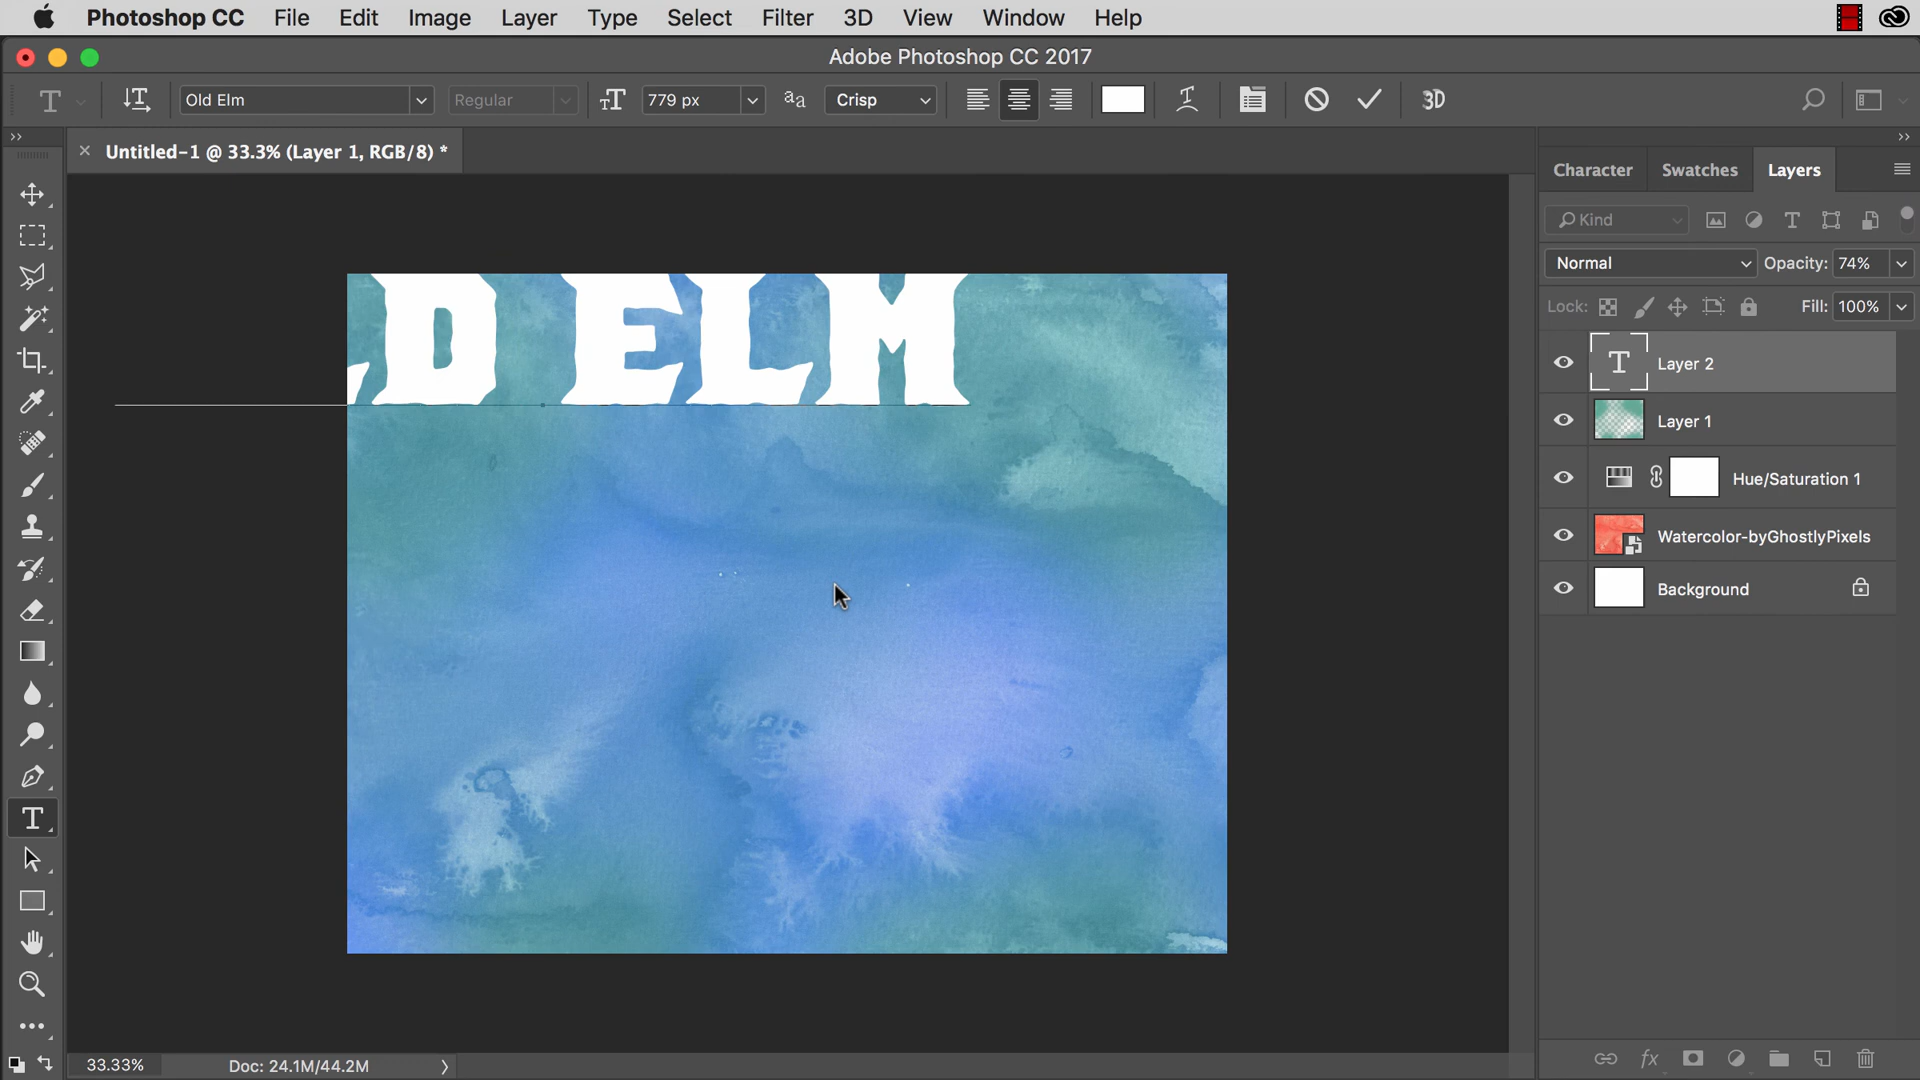 Photoshop CC File Edit Image Layer Type Select Filter 3D View Window Help
Adobe Photoshop CC 2017
Old Elm Regular 779 px Crisp 3D
Untitled-1 @ 33.3% (Layer 1, RGB/8) *
Character Swatches Layers
Kind
Normal Opacity: 74%
Lock: Fill: 100%
D ELM
Layer 2
Layer 1
Hue/Saturation 1
Watercolor-byGhostlyPixels
Background
33.33% Doc: 24.1M/44.2M